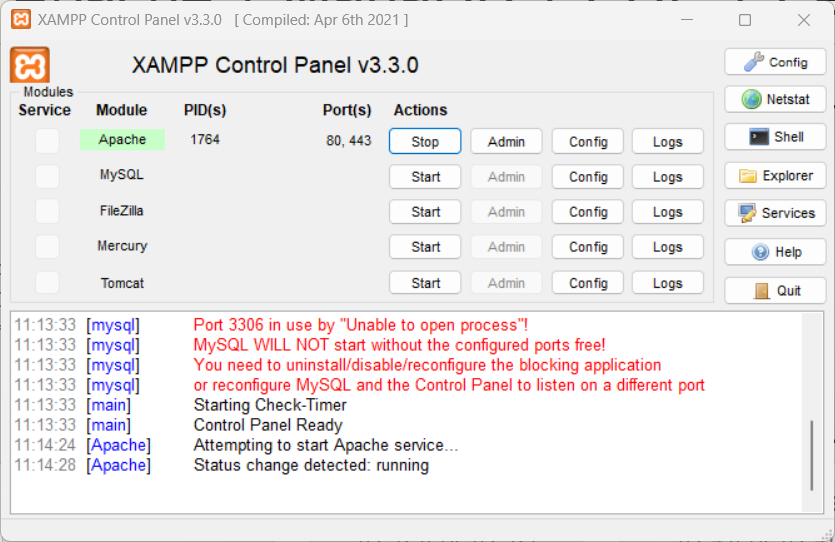 XAMPP Control Panel v3.3.0 [ Compiled: Apr 6th 2021 ]
XAMPP Control Panel v3.3.0
Config
Modules
Service Module PID(s) Port(s) Actions
Netstat
Apache 1764 80, 443 Stop Admin Config Logs
Shell
MySQL Start Admin Config Logs
Explorer
FileZilla Start Admin Config Logs
Services
Mercury Start Admin Config Logs
Help
Tomcat Start Admin Config Logs
Quit
11:13:33 [mysql] Port 3306 in use by "Unable to open process"!
11:13:33 [mysql] MySQL WILL NOT start without the configured ports free!
11:13:33 [mysql] You need to uninstall/disable/reconfigure the blocking application
11:13:33 [mysql] or reconfigure MySQL and the Control Panel to listen on a different port
11:13:33 [main] Starting Check-Timer
11:13:33 [main] Control Panel Ready
11:14:24 [Apache] Attempting to start Apache service...
11:14:28 [Apache] Status change detected: running